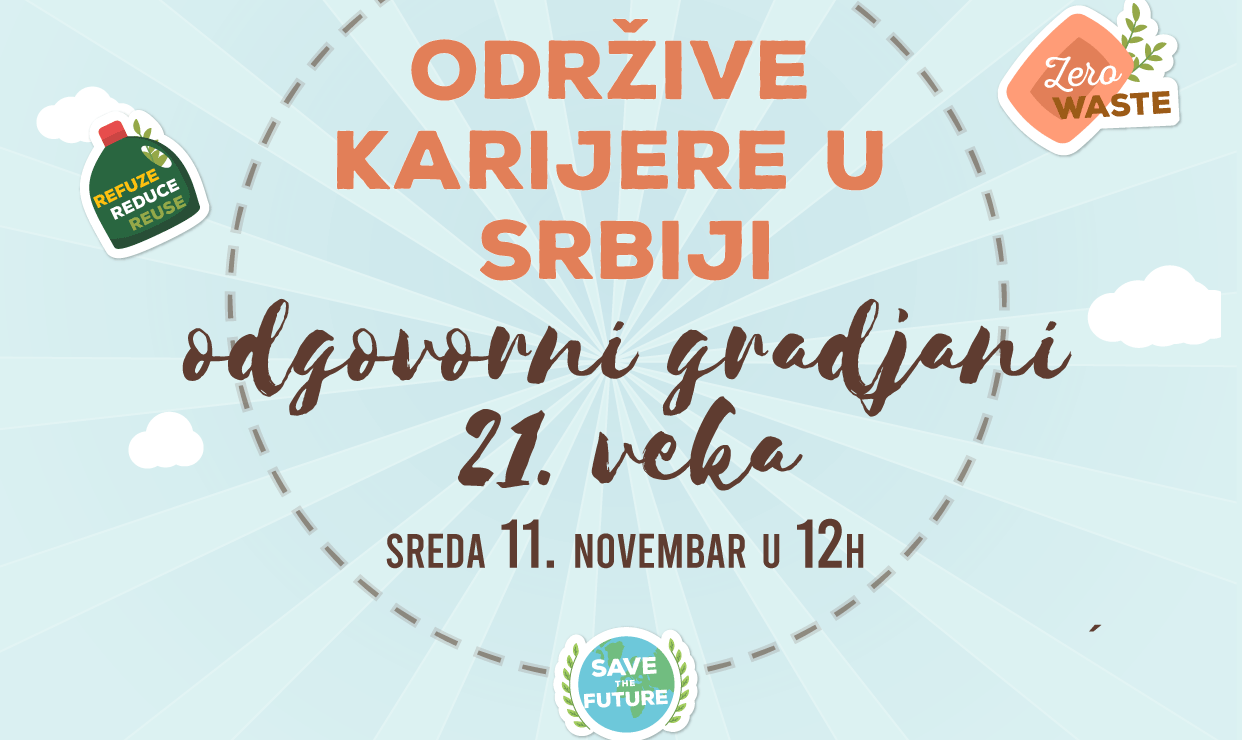 ODRŽIVE
KARIJERE U
SRBIJI
odgovorni gradjani
21. veka
SREDA 11. NOVEMBAR U 12H
Zero
WASTE
REFUZE
REDUCE
REUSE
SAVE
THE
FUTURE